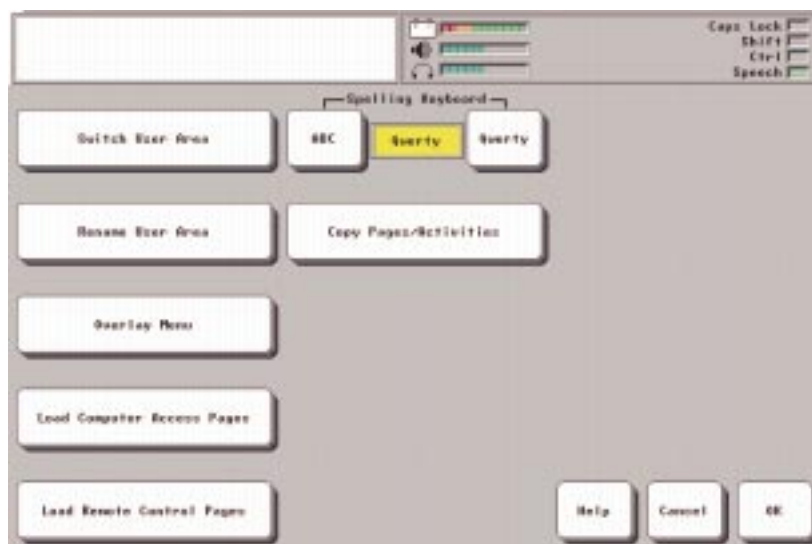 Caps Lock
Shift
Ctrl
Speech
Spelling Keyboard
Switch User Area
ABC
Qwerty
Qwerty
Rename User Area
Copy Pages/Activities
Overlay Menu
Load Computer Access Pages
Load Remote Control Pages
Help
Cancel
OK